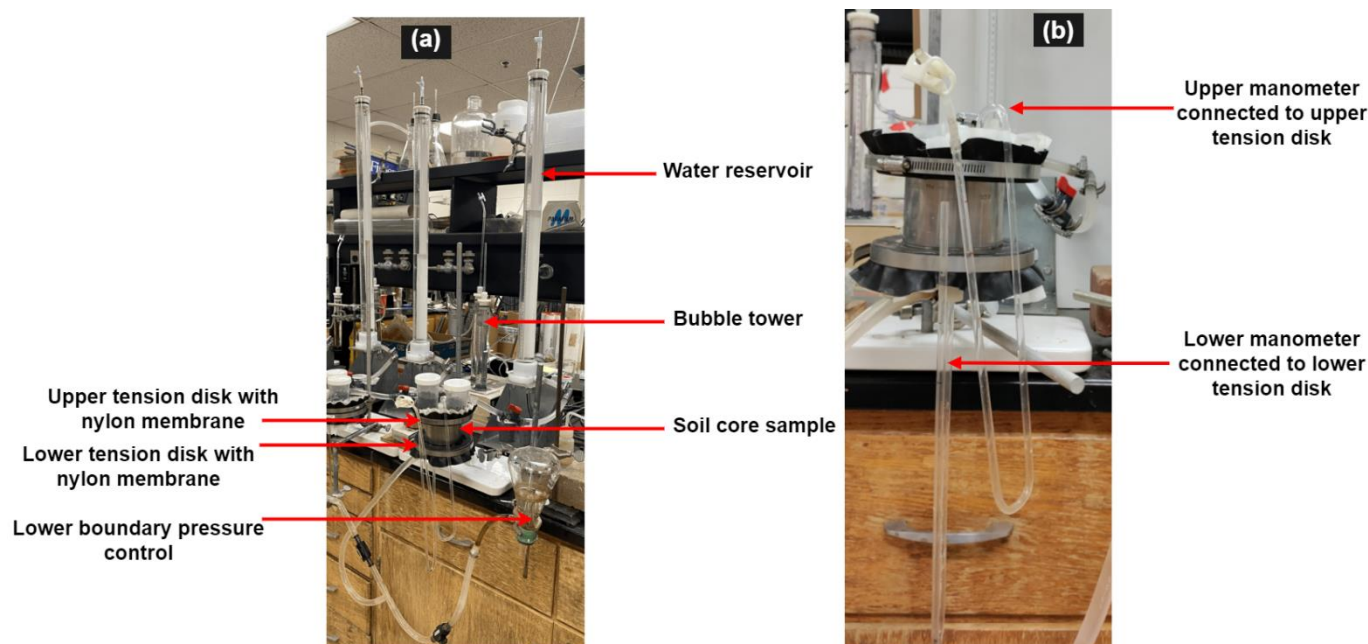 (a)
Water reservoir
Bubble tower
Upper tension disk with
nylon membrane
Soil core sample
Lower tension disk with
nylon membrane
Lower boundary pressure
control
(b)
Upper manometer
connected to upper
tension disk
Lower manometer
connected to lower
tension disk